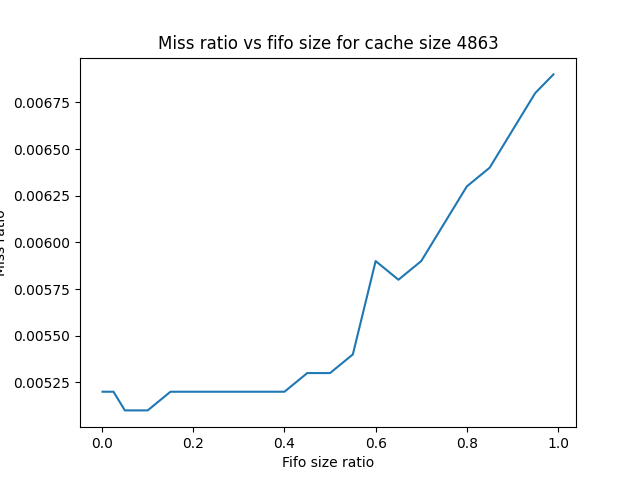 Miss ratio vs fifo size for cache size 4863
0.00675
0.00650
0.00625
0.00600
0.00575
0.00550
0.00525
Miss ratio
0.0 0.2 0.4 0.6 0.8 1.0
Fifo size ratio